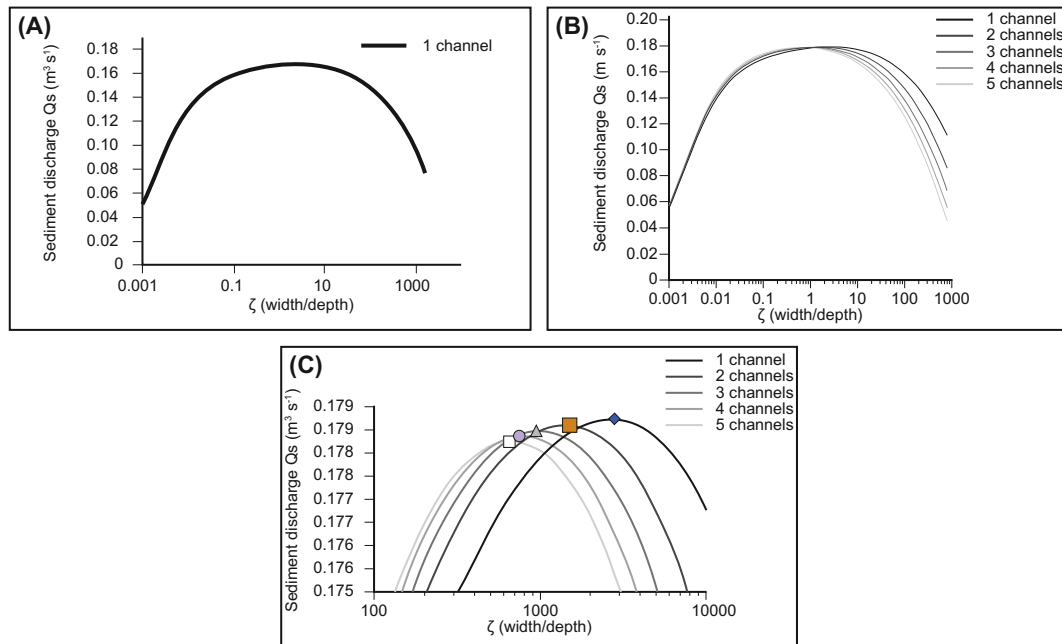 (A)
1 channel
Sediment discharge Qs (m³ s¹)
0.18
0.16
0.14
0.12
0.10
0.08
0.06
0.04
0.02
0
0.001
0.1
10
1000
ζ (width/depth)
(B)
1 channel
2 channels
3 channels
4 channels
5 channels
Sediment discharge Qs (m s⁻¹)
0.20
0.18
0.16
0.14
0.12
0.10
0.08
0.06
0.04
0.02
0
0.001
0.01
0.1
1
10
100
1000
ζ (width/depth)
(C)
1 channel
2 channels
3 channels
4 channels
5 channels
Sediment discharge Qs (m³ s⁻¹)
0.179
0.178
0.178
0.177
0.177
0.176
0.176
0.175
100
1000
10000
ζ (width/depth)